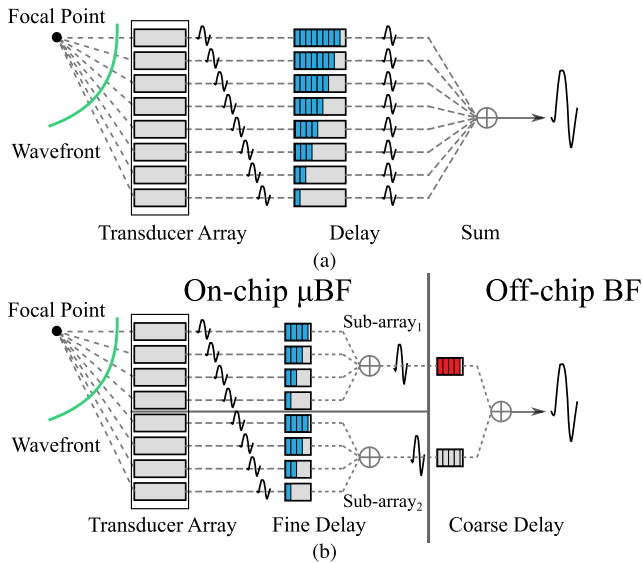 Focal Point
Wavefront
Transducer Array
Delay
Sum
(a)
On-chip μBF
Off-chip BF
Focal Point
Sub-array1
Wavefront
Sub-array2
Transducer Array
Fine Delay
Coarse Delay
(b)